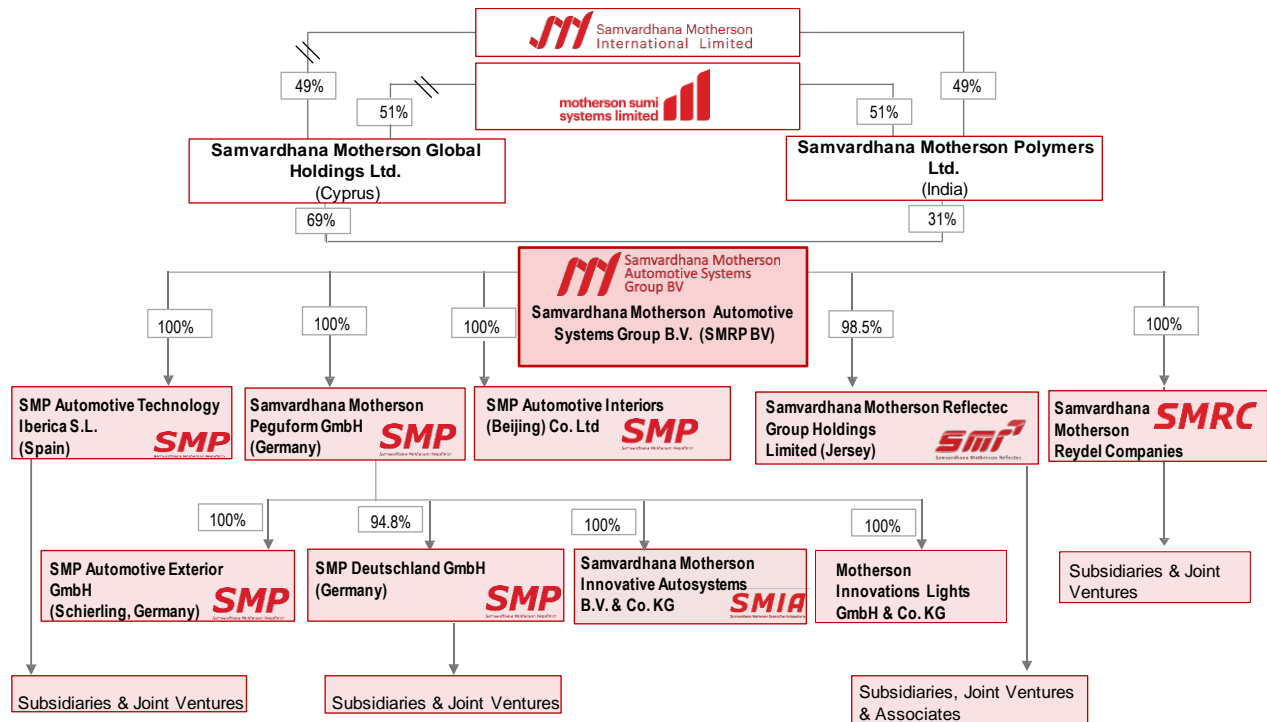 Samvardhana Motherson
International Limited
motherson sumi
systems limited
49%
51%
51%
49%
Samvardhana Motherson Global
Holdings Ltd.
(Cyprus)
Samvardhana Motherson Polymers
Ltd.
(India)
69%
31%
Samvardhana Motherson
Automotive Systems
Group BV
Samvardhana Motherson Automotive
Systems Group B.V. (SMRP BV)
100%
100%
100%
98.5%
100%
SMP Automotive Technology
Iberica S.L.
(Spain)
SMP
Samvardhana Motherson
Peguform GmbH
(Germany)
SMP
SMP Automotive Interiors
(Beijing) Co. Ltd
SMP
Samvardhana Motherson Reflectec
Group Holdings
Limited (Jersey)
smr
Samvardhana Motherson Reflectec
Samvardhana
Motherson
Reydel Companies
SMRC
100%
94.8%
100%
100%
SMP Automotive Exterior
GmbH
(Schierling, Germany)
SMP
SMP Deutschland GmbH
(Germany)
SMP
Samvardhana Motherson
Innovative Autosystems
B.V. & Co. KG
SMIA
Motherson
Innovations Lights
GmbH & Co. KG
Subsidiaries & Joint
Ventures
Subsidiaries & Joint Ventures
Subsidiaries & Joint Ventures
Subsidiaries, Joint Ventures
& Associates